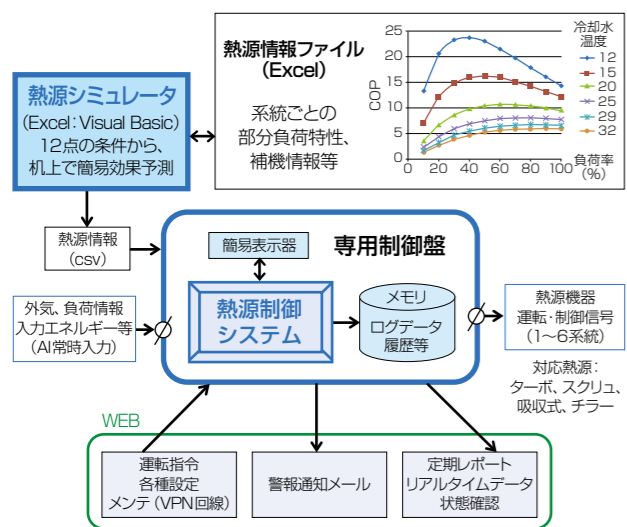 熱源シミュレータ
(Excel:Visual Basic)
12点の条件から、
机上で簡易効果予測
熱源情報ファイル
(Excel)
系統ごとの
部分負荷特性、
補機情報等
COP
25
20
15
10
5
0
0 20 40 60 80 100
負荷率
(%)
冷却水
温度
12
15
20
25
29
32
熱源情報
(csv)
簡易表示器
専用制御盤
熱源制御
システム
メモリ
ログデータ
履歴等
外気、負荷情報
入力エネルギー等
(AI常時入力)
熱源機器
運転・制御信号
(1〜6系統)
対応熱源:
ターボ、スクリュ、
吸収式、チラー
WEB
運転指令
各種設定
メンテ(VPN回線)
警報通知メール
定期レポート
リアルタイムデータ
状態確認